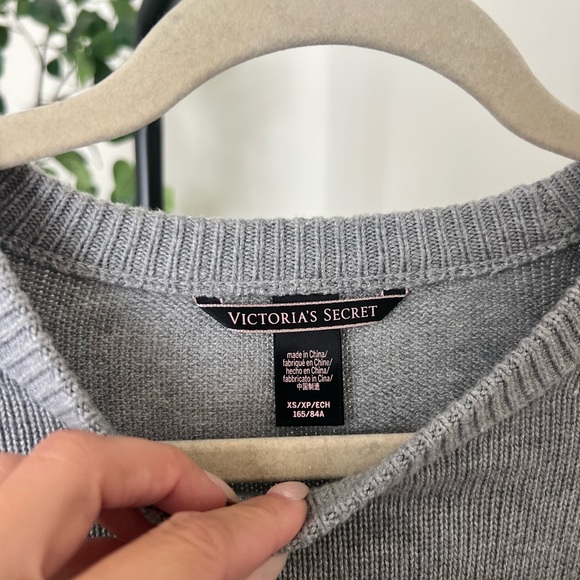 VICTORIA'S SECRET
made in China/
fabriqué en Chine/
hecho en China/
fabbricato in Cina/
中国制造
XS/XP/ECH
165/84A